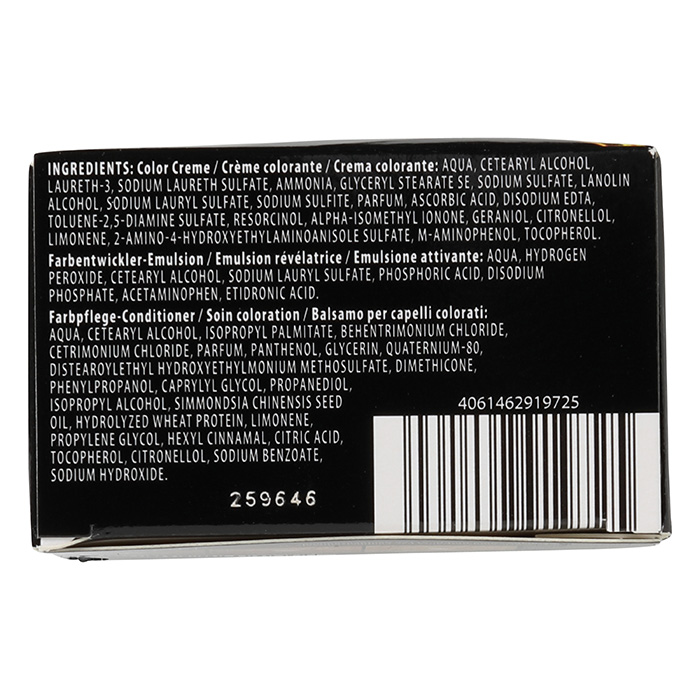 INGREDIENTS: Color Creme / Crème colorante / Crema colorante: AQUA, CETEARYL ALCOHOL,
LAURETH-3, SODIUM LAURETH SULFATE, AMMONIA, GLYCERYL STEARATE SE, SODIUM SULFATE, LANOLIN
ALCOHOL, SODIUM LAURYL SULFATE, SODIUM SULFITE, PARFUM, ASCORBIC ACID, DISODIUM EDTA,
TOLUENE-2,5-DIAMINE SULFATE, RESORCINOL, ALPHA-ISOMETHYL IONONE, GERANIOL, CITRONELLOL,
LIMONENE, 2-AMINO-4-HYDROXYETHYLAMINOANISOLE SULFATE, M-AMINOPHENOL, TOCOPHEROL.
Farbentwickler-Emulsion / Emulsion révélatrice / Emulsione attivante: AQUA, HYDROGEN
PEROXIDE, CETEARYL ALCOHOL, SODIUM LAURYL SULFATE, PHOSPHORIC ACID, DISODIUM
PHOSPHATE, ACETAMINOPHEN, ETIDRONIC ACID.
Farbpflege-Conditioner / Soin coloration / Balsamo per capelli colorati:
AQUA, CETEARYL ALCOHOL, ISOPROPYL PALMITATE, BEHENTRIMONIUM CHLORIDE,
CETRIMONIUM CHLORIDE, PARFUM, PANTHENOL, GLYCERIN, QUATERNIUM-80,
DISTEAROYLETHYL HYDROXYETHYLMONIUM METHOSULFATE, DIMETHICONE,
PHENYLPROPANOL, CAPRYLYL GLYCOL, PROPANEDIOL,
ISOPROPYL ALCOHOL, SIMMONDSIA CHINENSIS SEED
OIL, HYDROLYZED WHEAT PROTEIN, LIMONENE,
PROPYLENE GLYCOL, HEXYL CINNAMAL, CITRIC ACID,
TOCOPHEROL, CITRONELLOL, SODIUM BENZOATE,
SODIUM HYDROXIDE.
4061462919725
259646